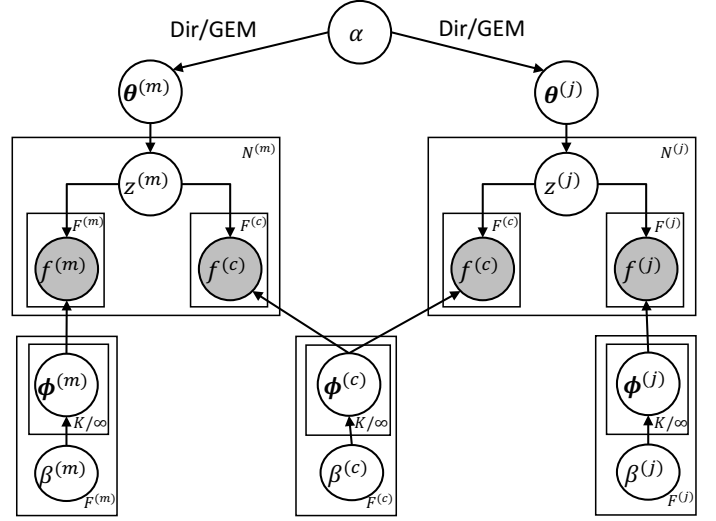 Dir/GEM α Dir/GEM
θ^(m) θ^(j)
N^(m) N^(j)
z^(m) z^(j)
F^(m) F^(c) F^(c) F^(j)
f^(m) f^(c) f^(c) f^(j)
ϕ^(m) ϕ^(c) ϕ^(j)
K/∞ K/∞ K/∞
β^(m) β^(c) β^(j)
F^(m) F^(c) F^(j)